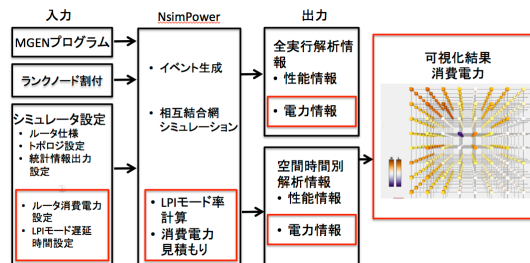 入力
NsimPower
出力
MGENプログラム
ランクノード割付
シミュレータ設定
• ルータ仕様
• トポロジ設定
• 統計情報出力
設定
• ルータ消費電力
設定
• LPIモード遅延
時間設定
• イベント生成
• 相互結合網
シミュレーション
• LPIモード率
計算
• 消費電力
見積もり
全実行解析情
報
• 性能情報
• 電力情報
空間時間別
解析情報
• 性能情報
• 電力情報
可視化結果
消費電力